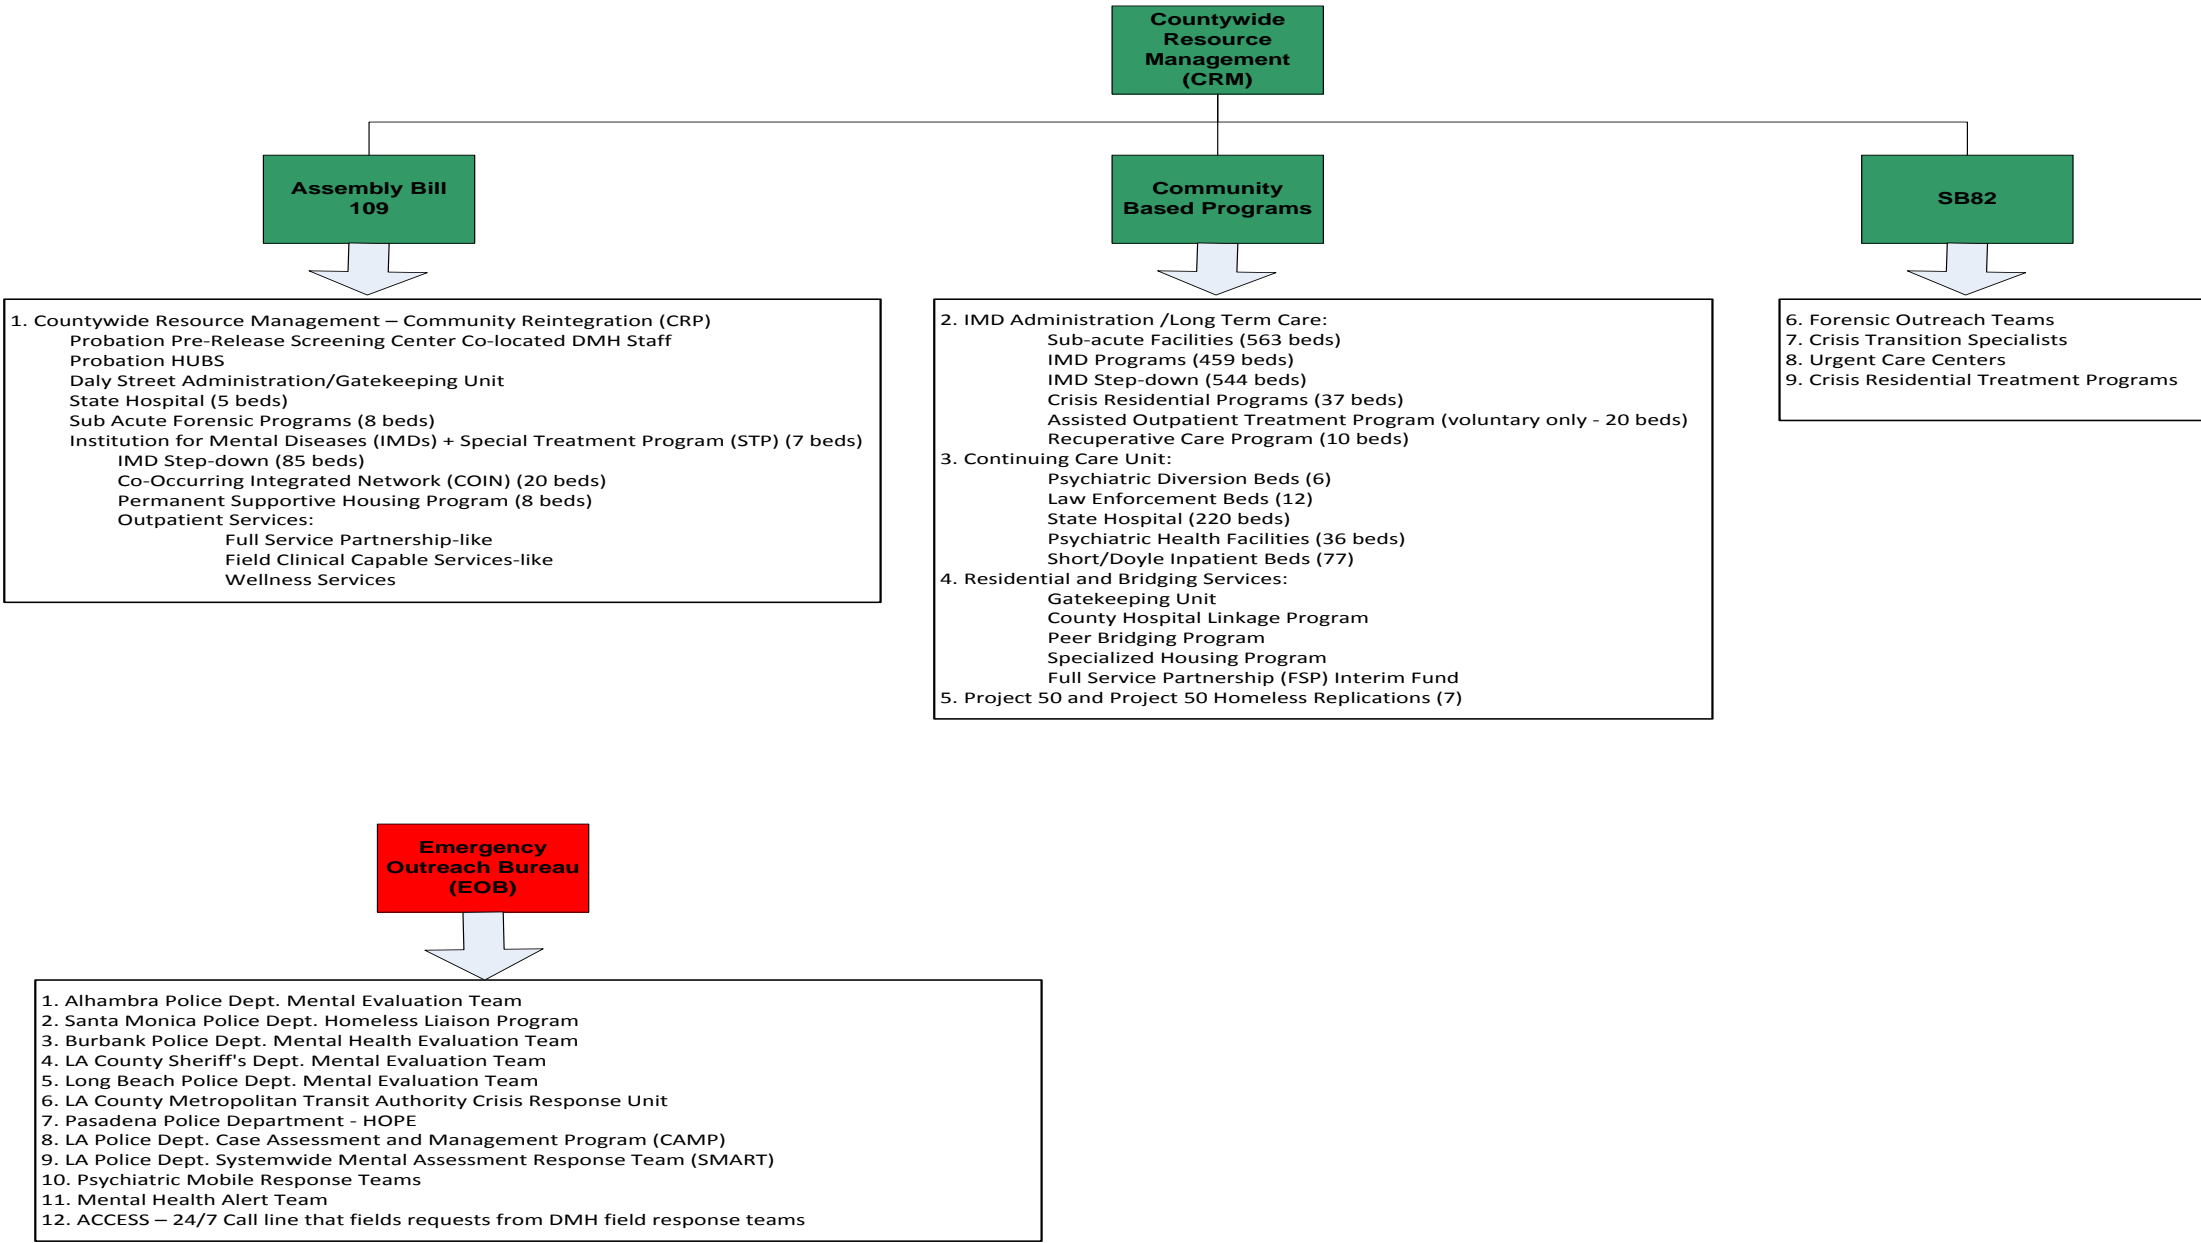 Countywide
Resource
Management
(CRM)
Assembly Bill
109
Community
Based Programs
SB82
1. Countywide Resource Management – Community Reintegration (CRP)
Probation Pre-Release Screening Center Co-located DMH Staff
Probation HUBS
Daly Street Administration/Gatekeeping Unit
State Hospital (5 beds)
Sub Acute Forensic Programs (8 beds)
Institution for Mental Diseases (IMDs) + Special Treatment Program (STP) (7 beds)
IMD Step-down (85 beds)
Co-Occurring Integrated Network (COIN) (20 beds)
Permanent Supportive Housing Program (8 beds)
Outpatient Services:
Full Service Partnership-like
Field Clinical Capable Services-like
Wellness Services
2. IMD Administration /Long Term Care:
Sub-acute Facilities (563 beds)
IMD Programs (459 beds)
IMD Step-down (544 beds)
Crisis Residential Programs (37 beds)
Assisted Outpatient Treatment Program (voluntary only - 20 beds)
Recuperative Care Program (10 beds)
3. Continuing Care Unit:
Psychiatric Diversion Beds (6)
Law Enforcement Beds (12)
State Hospital (220 beds)
Psychiatric Health Facilities (36 beds)
Short/Doyle Inpatient Beds (77)
4. Residential and Bridging Services:
Gatekeeping Unit
County Hospital Linkage Program
Peer Bridging Program
Specialized Housing Program
Full Service Partnership (FSP) Interim Fund
5. Project 50 and Project 50 Homeless Replications (7)
6. Forensic Outreach Teams
7. Crisis Transition Specialists
8. Urgent Care Centers
9. Crisis Residential Treatment Programs
Emergency
Outreach Bureau
(EOB)
1. Alhambra Police Dept. Mental Evaluation Team
2. Santa Monica Police Dept. Homeless Liaison Program
3. Burbank Police Dept. Mental Health Evaluation Team
4. LA County Sheriff's Dept. Mental Evaluation Team
5. Long Beach Police Dept. Mental Evaluation Team
6. LA County Metropolitan Transit Authority Crisis Response Unit
7. Pasadena Police Department - HOPE
8. LA Police Dept. Case Assessment and Management Program (CAMP)
9. LA Police Dept. Systemwide Mental Assessment Response Team (SMART)
10. Psychiatric Mobile Response Teams
11. Mental Health Alert Team
12. ACCESS – 24/7 Call line that fields requests from DMH field response teams